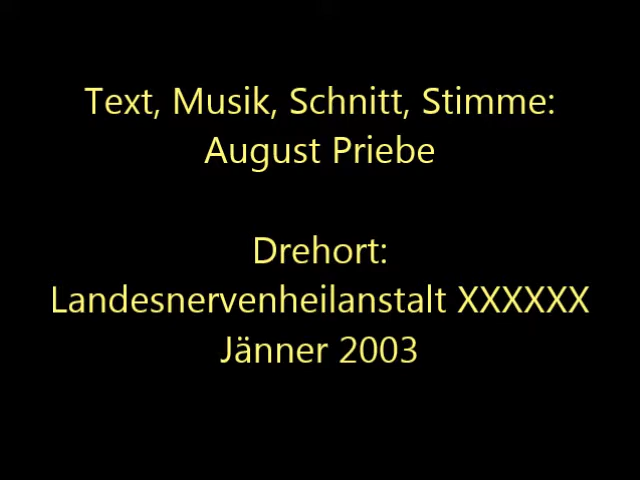 Text, Musik, Schnitt, Stimme:
August Priebe
Drehort:
Landesnervenheilanstalt XXXXXX
Jänner 2003